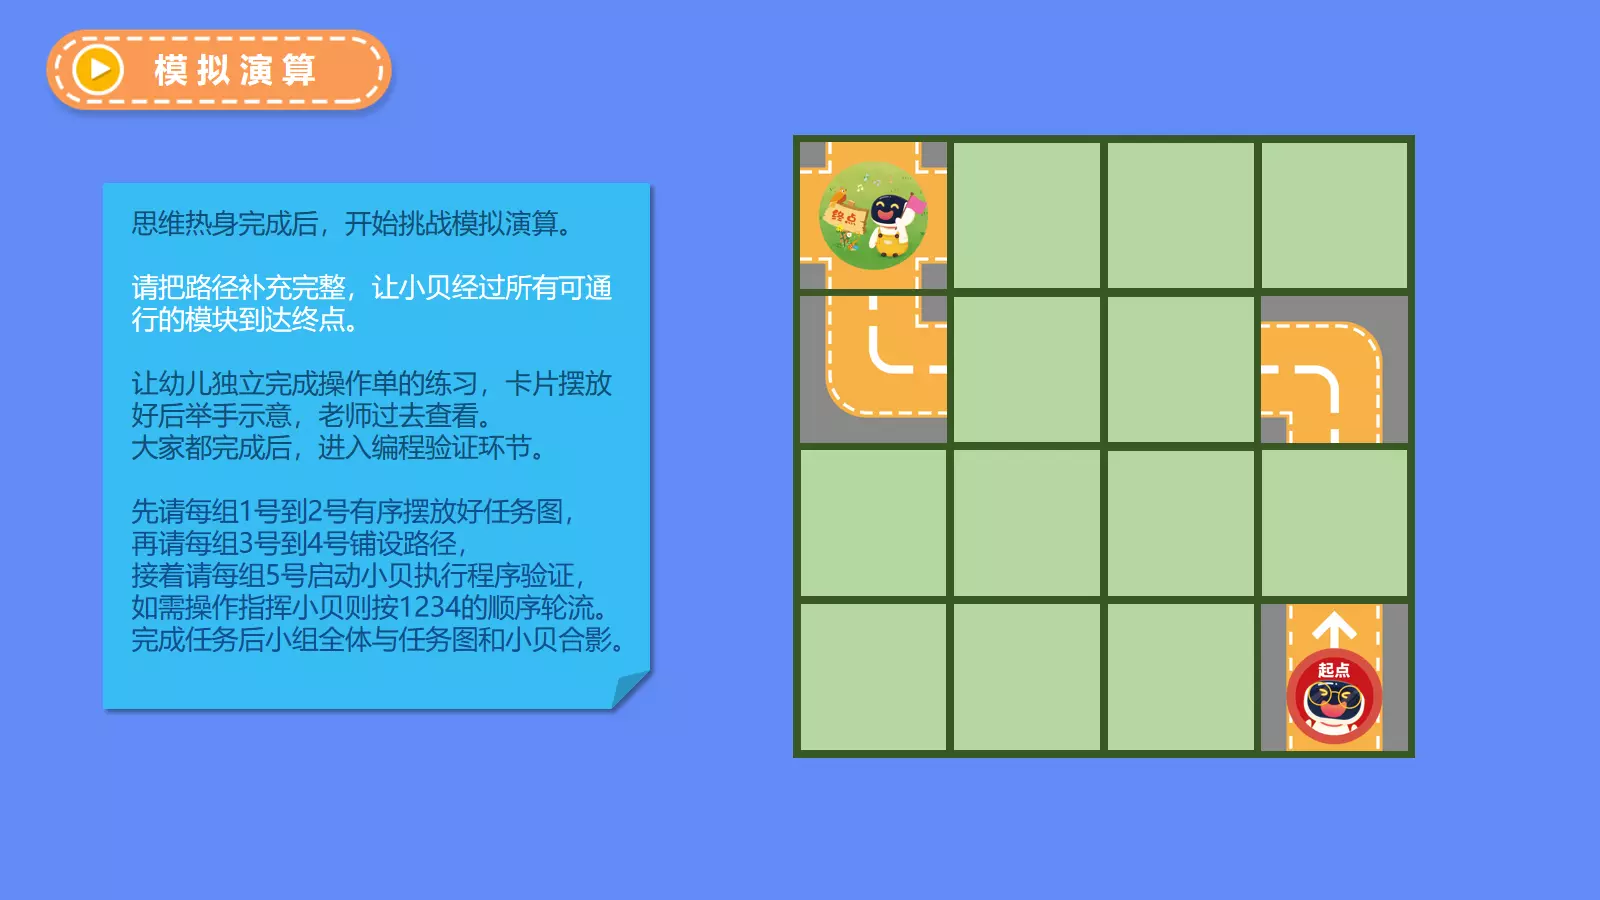 模拟演算
思维热身完成后，开始挑战模拟演算。
请把路径补充完整，让小贝经过所有可通
行的模块到达终点。
让幼儿独立完成操作单的练习，卡片摆放
好后举手示意，老师过去查看。
大家都完成后，进入编程验证环节。
先请每组1号到2号有序摆放好任务图，
再请每组3号到4号铺设路径，
接着请每组5号启动小贝执行程序验证，
如需操作指挥小贝则按1234的顺序轮流。
完成任务后小组全体与任务图和小贝合影。
终点
起点